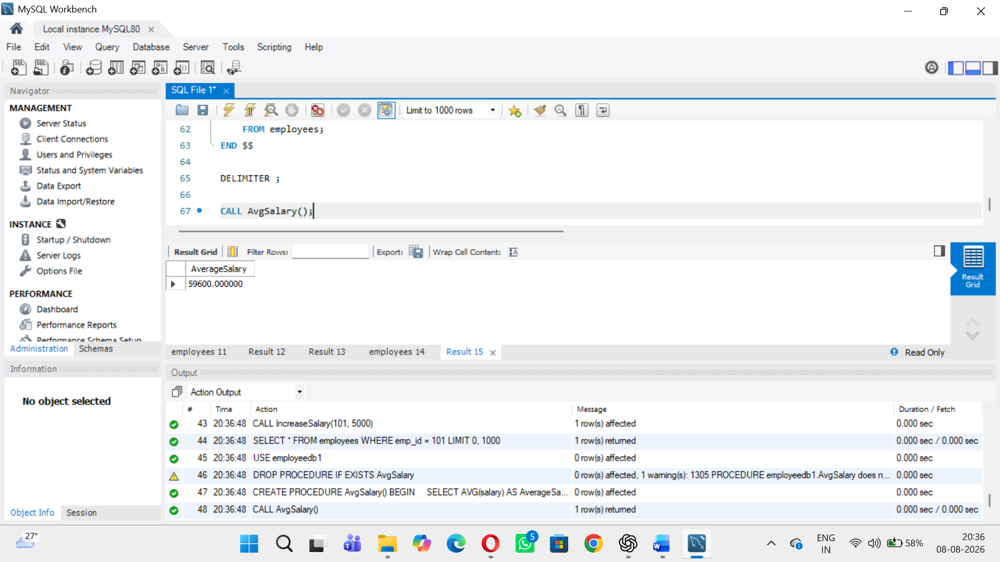 MySQL Workbench
Local instance MySQL80
File Edit View Query Database Server Tools Scripting Help
Navigator
MANAGEMENT
Server Status
Client Connections
Users and Privileges
Status and System Variables
Data Export
Data Import/Restore
INSTANCE
Startup / Shutdown
Server Logs
Options File
PERFORMANCE
Dashboard
Performance Reports
Performance Schema Setup
Administration Schemas
Information
No object selected
Object Info Session
SQL File 1*
Limit to 1000 rows
62 FROM employees;
63 END $$
64
65 DELIMITER ;
66
67 CALL AvgSalary();
Result Grid Filter Rows: Export: Wrap Cell Content:
AverageSalary
59600.000000
Result
Grid
employees 11 Result 12 Result 13 employees 14 Result 15 Read Only
Output
Action Output
# Time Action Message Duration / Fetch
43 20:36:48 CALL IncreaseSalary(101, 5000) 1 row(s) affected 0.000 sec
44 20:36:48 SELECT * FROM employees WHERE emp_id = 101 LIMIT 0, 1000 1 row(s) returned 0.000 sec / 0.000 sec
45 20:36:48 USE employeedb1 0 row(s) affected 0.000 sec
46 20:36:48 DROP PROCEDURE IF EXISTS AvgSalary 0 row(s) affected, 1 warning(s): 1305 PROCEDURE employeedb1.AvgSalary does n... 0.000 sec
47 20:36:48 CREATE PROCEDURE AvgSalary() BEGIN SELECT AVG(salary) AS AverageSa... 0 row(s) affected 0.000 sec
48 20:36:48 CALL AvgSalary() 1 row(s) returned 0.000 sec / 0.000 sec
27°
5
ENG
IN
58%
20:36
08-08-2026